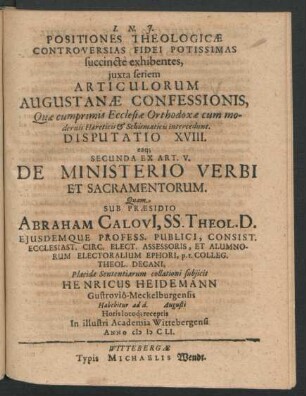 I. N. J.
POSITIONES THEOLOGICÆ
CONTROVERSIAS FIDEI POTISSIMAS
succinctè exhibentes,
juxta seriem
ARTICULORUM
AUGUSTANÆ CONFESSIONIS,
Quæ cumprimis Ecclesiæ Orthodoxæ cum mo-
dernis Hæreticis & Schismaticis intercedunt.
DISPUTATIO XVIII.
eaq;
SECUNDA EX ART. V.
DE MINISTERIO VERBI
ET SACRAMENTORUM.
Quam
SUB PRÆSIDIO
ABRAHAM CALOVI, SS. THEOL. D.
EJUSDEMQUE PROFESS. PUBLICI, CONSIST.
ECCLESIAST. CIRC. ELECT. ASSESSORIS, ET ALUMNO-
RUM ELECTORALIUM EPHORI, p. t. COLLEG.
THEOL. DECANI,
Placidæ Sententiarum collationi subjicit
HENRICUS HEIDEMANN
Gustroviô-Meckelburgensis
Habebitur ad d. Augusti
Horis locoq; receptis
In illustri Academia Wittebergensi
ANNO cIɔ Iɔ C LI.
WITTEBERGÆ
Typis MICHAELIS Wendt.